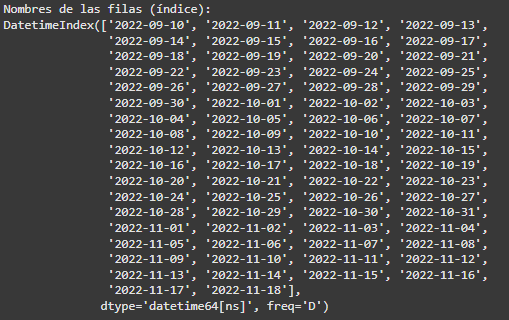 Nombres de las filas (índice):
DatetimeIndex(['2022-09-10', '2022-09-11', '2022-09-12', '2022-09-13',
'2022-09-14', '2022-09-15', '2022-09-16', '2022-09-17',
'2022-09-18', '2022-09-19', '2022-09-20', '2022-09-21',
'2022-09-22', '2022-09-23', '2022-09-24', '2022-09-25',
'2022-09-26', '2022-09-27', '2022-09-28', '2022-09-29',
'2022-09-30', '2022-10-01', '2022-10-02', '2022-10-03',
'2022-10-04', '2022-10-05', '2022-10-06', '2022-10-07',
'2022-10-08', '2022-10-09', '2022-10-10', '2022-10-11',
'2022-10-12', '2022-10-13', '2022-10-14', '2022-10-15',
'2022-10-16', '2022-10-17', '2022-10-18', '2022-10-19',
'2022-10-20', '2022-10-21', '2022-10-22', '2022-10-23',
'2022-10-24', '2022-10-25', '2022-10-26', '2022-10-27',
'2022-10-28', '2022-10-29', '2022-10-30', '2022-10-31',
'2022-11-01', '2022-11-02', '2022-11-03', '2022-11-04',
'2022-11-05', '2022-11-06', '2022-11-07', '2022-11-08',
'2022-11-09', '2022-11-10', '2022-11-11', '2022-11-12',
'2022-11-13', '2022-11-14', '2022-11-15', '2022-11-16',
'2022-11-17', '2022-11-18'],
dtype='datetime64[ns]', freq='D')